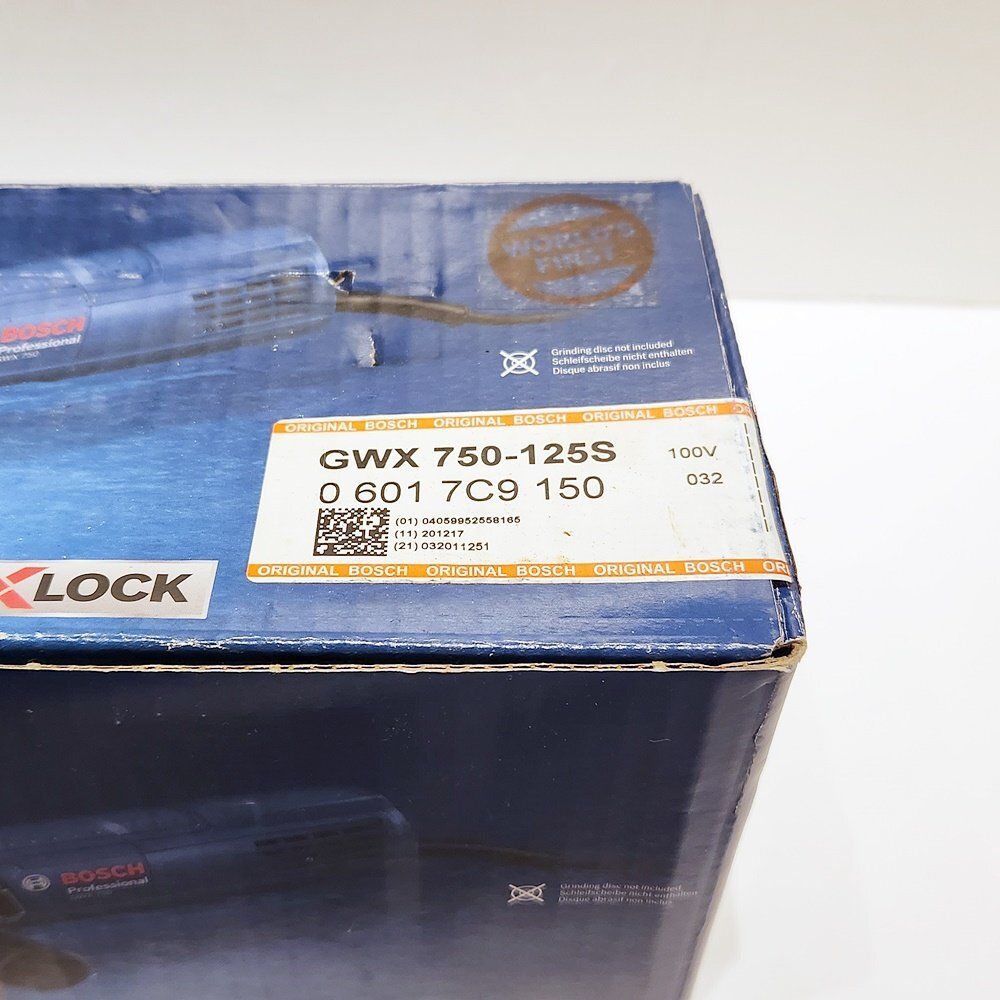 WORLD'S
FIRST
BOSCH
Professional
GWX 750
Grinding disc not included
Schleifscheibe nicht enthalten
Disque abrasif non inclus
ORIGINAL BOSCH ORIGINAL BOSCH ORIGINAL BOSCH
GWX 750-125S 100V
0 601 7C9 150 032
(01) 04059952558165
(11) 201217
(21) 032011251
ORIGINAL BOSCH ORIGINAL BOSCH ORIGINAL BOSCH OR
X LOCK
BOSCH
Professional
Grinding disc not included
Schleifscheibe nicht enthalten
Disque abrasif non inclus